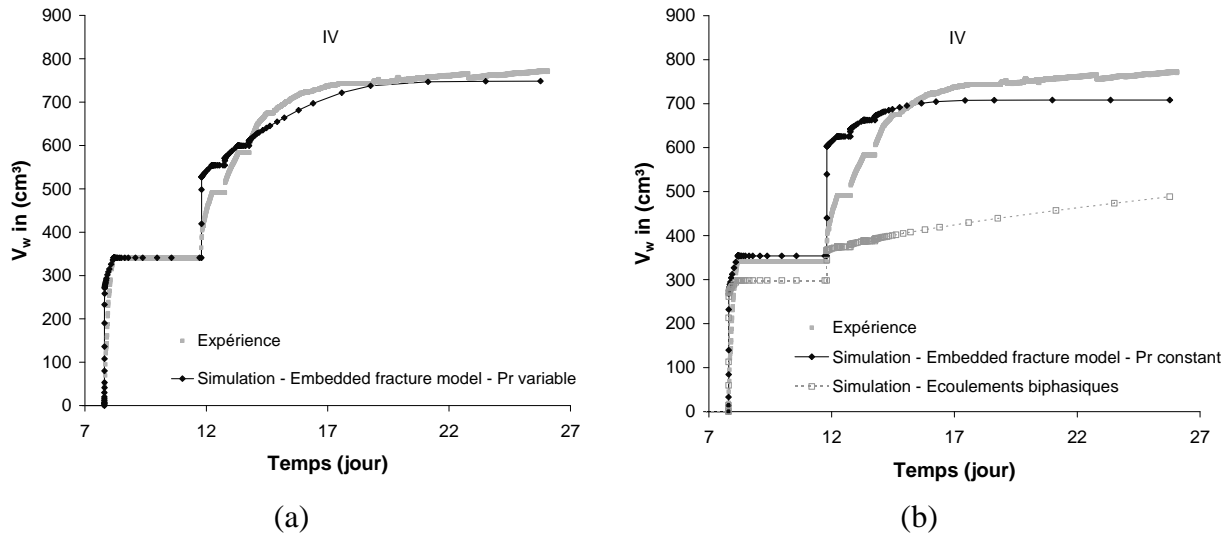 IV
900
800
700
600
500
400
300
200
100
0
V_w in (cm³)
Expérience
Simulation - Embedded fracture model - Pr variable
7 12 17 22 27
Temps (jour)
(a)
IV
900
800
700
600
500
400
300
200
100
0
V_w in (cm³)
Expérience
Simulation - Embedded fracture model - Pr constant
Simulation - Ecoulements biphasiques
7 12 17 22 27
Temps (jour)
(b)